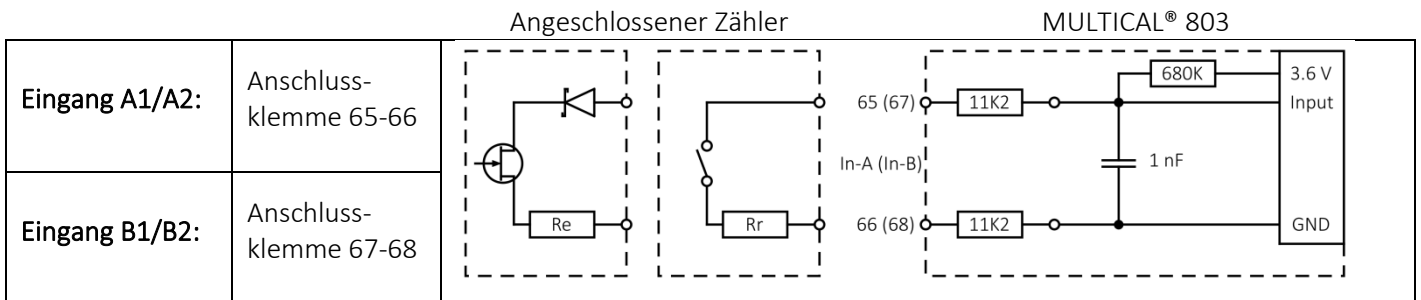 Angeschlossener Zähler
MULTICAL® 803
Eingang A1/A2:
Anschluss-
klemme 65-66
Eingang B1/B2:
Anschluss-
klemme 67-68
Re
Rr
65 (67)
In-A (In-B)
66 (68)
11K2
11K2
680K
1 nF
3.6 V
Input
GND